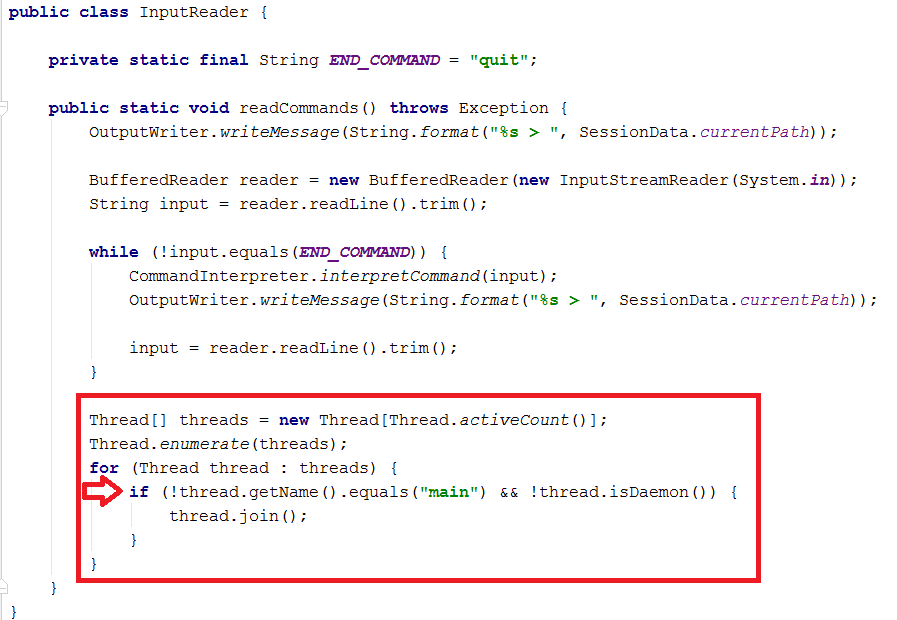 public class InputReader {
private static final String END_COMMAND = "quit";
public static void readCommands() throws Exception {
OutputWriter.writeMessage(String.format("%s > ", SessionData.currentPath));
BufferedReader reader = new BufferedReader(new InputStreamReader(System.in));
String input = reader.readLine().trim();
while (!input.equals(END_COMMAND)) {
CommandInterpreter.interpretCommand(input);
OutputWriter.writeMessage(String.format("%s > ", SessionData.currentPath));
input = reader.readLine().trim();
}
Thread[] threads = new Thread[Thread.activeCount()];
Thread.enumerate(threads);
for (Thread thread : threads) {
if (!thread.getName().equals("main") && !thread.isDaemon()) {
thread.join();
}
}
}
}